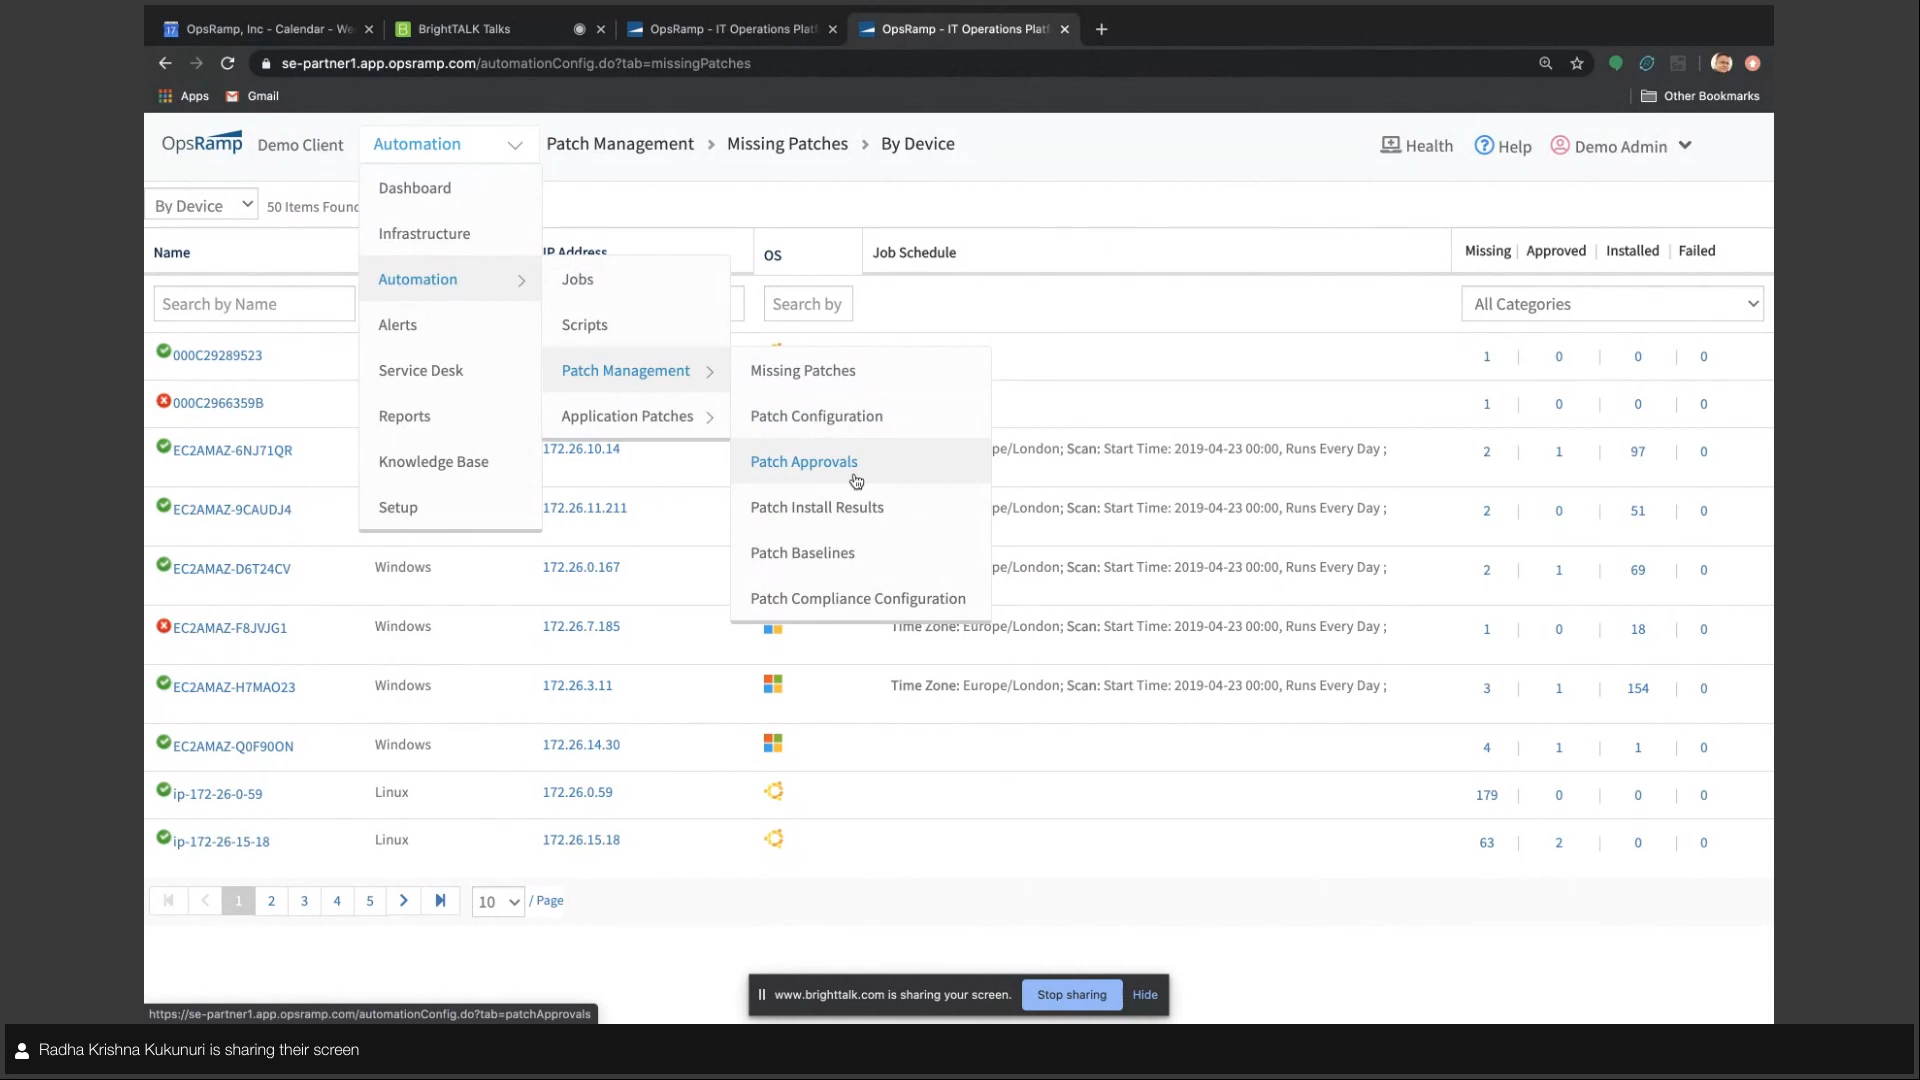 OpsRamp, Inc - Calendar - We
BrightTALK Talks
OpsRamp - IT Operations Platf
OpsRamp - IT Operations Platf
se-partner1.app.opsramp.com/automationConfig.do?tab=missingPatches
Apps
Gmail
Other Bookmarks
OpsRamp
Demo Client
Automation
Patch Management > Missing Patches > By Device
Health
Help
Demo Admin
Dashboard
Infrastructure
Automation
Alerts
Service Desk
Reports
Knowledge Base
Setup
Jobs
Scripts
Patch Management
Application Patches
Missing Patches
Patch Configuration
Patch Approvals
Patch Install Results
Patch Baselines
Patch Compliance Configuration
By Device
50 Items Found
Name IP Address OS Job Schedule Missing | Approved | Installed | Failed
Search by Name Search by All Categories
000C29289523 1 | 0 | 0 | 0
000C2966359B 1 | 0 | 0 | 0
EC2AMAZ-6NJ71QR 172.26.10.14 pe/London; Scan: Start Time: 2019-04-23 00:00, Runs Every Day ; 2 | 1 | 97 | 0
EC2AMAZ-9CAUDJ4 172.26.11.211 pe/London; Scan: Start Time: 2019-04-23 00:00, Runs Every Day ; 2 | 0 | 51 | 0
EC2AMAZ-D6T24CV Windows 172.26.0.167 pe/London; Scan: Start Time: 2019-04-23 00:00, Runs Every Day ; 2 | 1 | 69 | 0
EC2AMAZ-F8JVJG1 Windows 172.26.7.185 Time Zone: Europe/London; Scan: Start Time: 2019-04-23 00:00, Runs Every Day ; 1 | 0 | 18 | 0
EC2AMAZ-H7MAO23 Windows 172.26.3.11 Time Zone: Europe/London; Scan: Start Time: 2019-04-23 00:00, Runs Every Day ; 3 | 1 | 154 | 0
EC2AMAZ-Q0F90ON Windows 172.26.14.30 4 | 1 | 1 | 0
ip-172-26-0-59 Linux 172.26.0.59 179 | 0 | 0 | 0
ip-172-26-15-18 Linux 172.26.15.18 63 | 2 | 0 | 0
1 2 3 4 5 10 / Page
www.brighttalk.com is sharing your screen. Stop sharing Hide
https://se-partner1.app.opsramp.com/automationConfig.do?tab=patchApprovals
Radha Krishna Kukunuri is sharing their screen